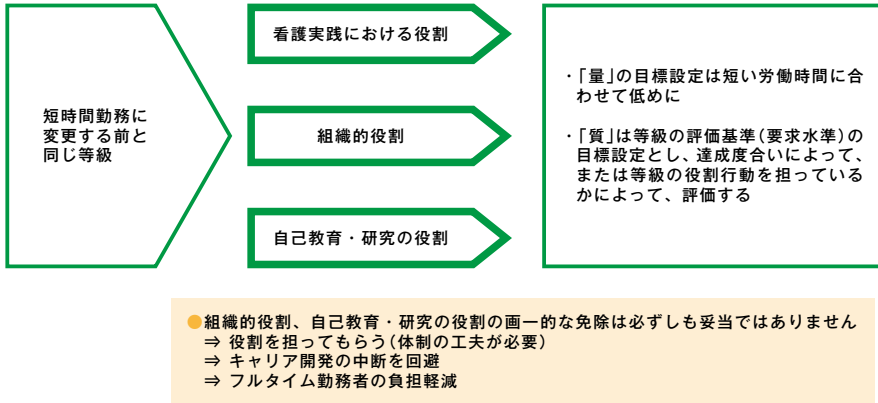 短時間勤務に
変更する前と
同じ等級
看護実践における役割
組織的役割
自己教育・研究の役割
・「量」の目標設定は短い労働時間に合
わせて低めに
・「質」は等級の評価基準（要求水準）の
目標設定とし、達成度合いによって、
または等級の役割行動を担っている
かによって、評価する
●組織的役割、自己教育・研究の役割の画一的な免除は必ずしも妥当ではありません
⇒ 役割を担ってもらう（体制の工夫が必要）
⇒ キャリア開発の中断を回避
⇒ フルタイム勤務者の負担軽減